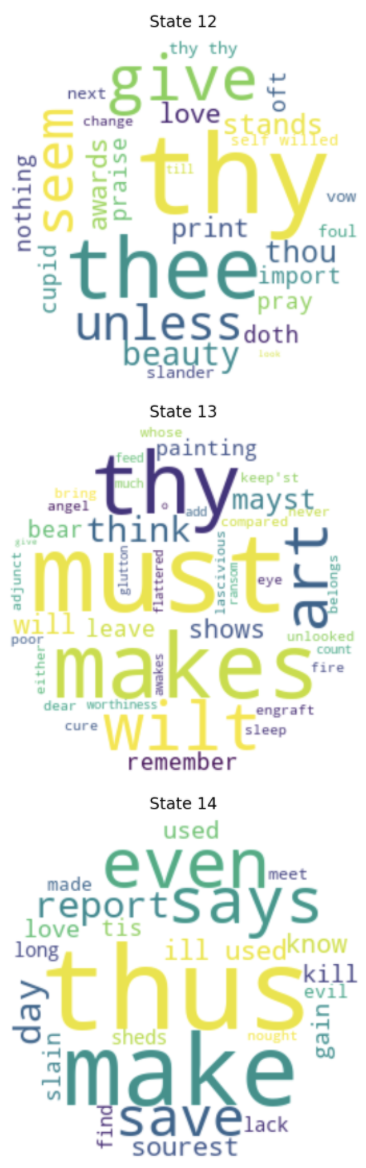 State 12
thy thy
give
next
oft
change
love
stands
seem
self willed
awards
praise
thy
till
nothing
vow
print
foul
thou
cupid
thee
import
pray
unless
doth
beauty
look
slander
State 13
whose
painting
thy
feed
much
keep'st
bring
mayst
angel
o
add
never
compared
bear
think
art
give
adjunct
must
glutton
flattered
lascivious
ransom
eye
belongs
will
leave
shows
poor
unlooked
count
either
makes
awakes
fire
dear
worthiness
engraft
cure
wilt
sleep
remember
State 14
used
even
meet
made
report
says
love
tis
know
long
ill used
kill
evil
day
thus
gain
slain
sheds
nought
make
find
save
lack
sourest